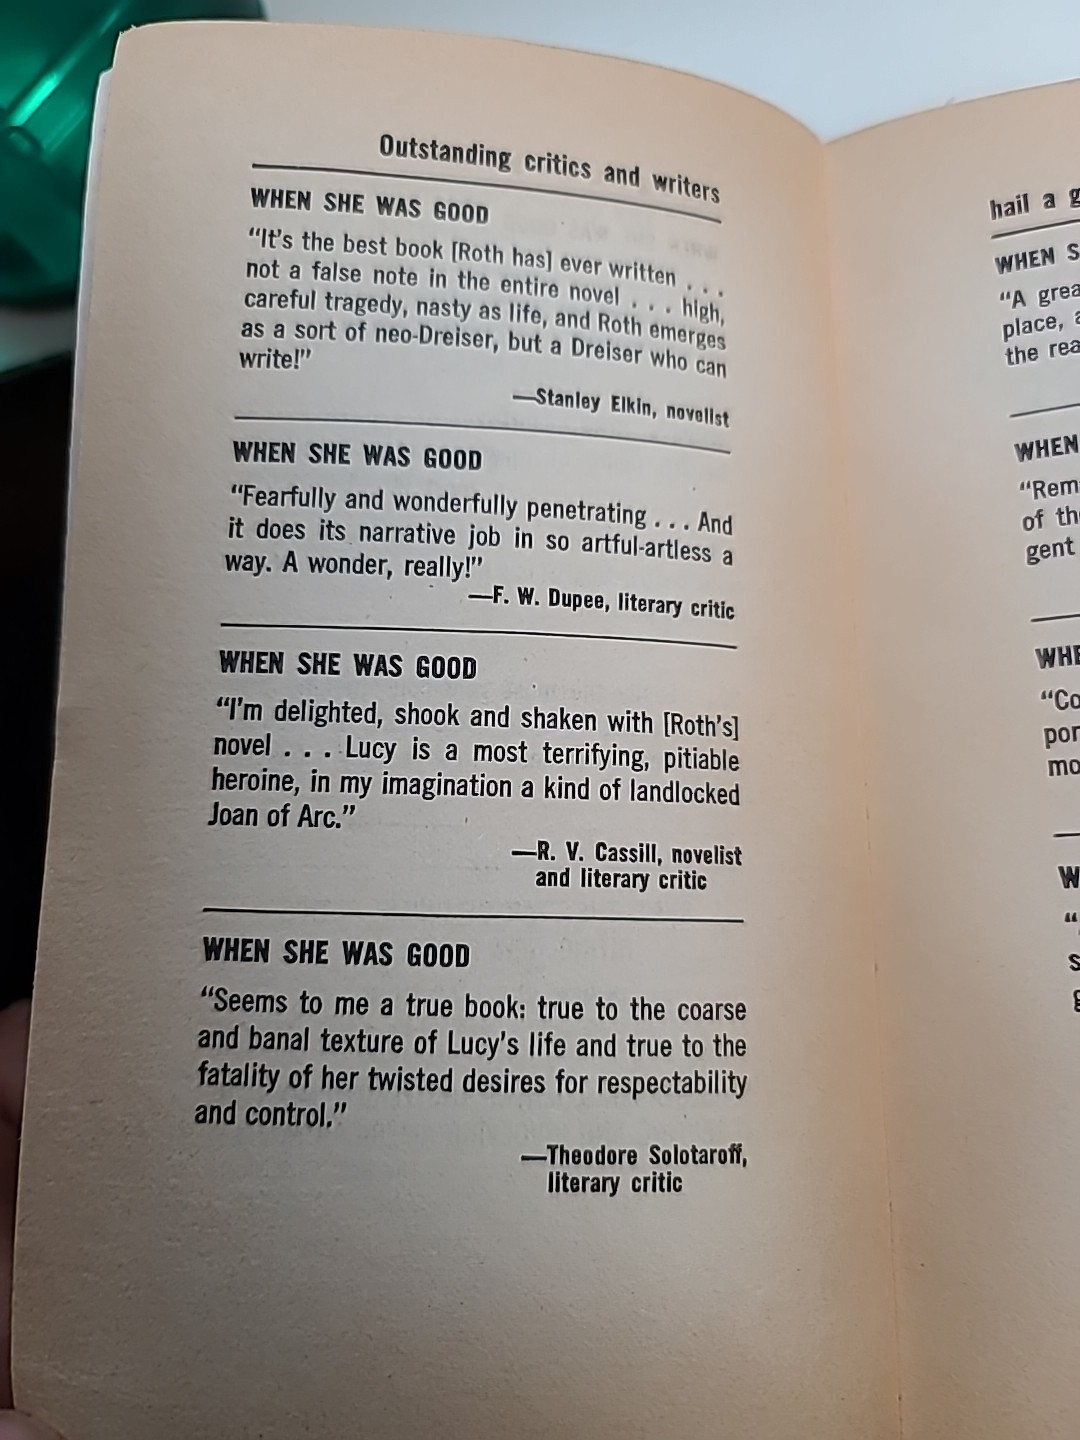 Outstanding critics and writers
WHEN SHE WAS GOOD
“It’s the best book [Roth has] ever written . . .
not a false note in the entire novel . . . high,
careful tragedy, nasty as life, and Roth emerges
as a sort of neo-Dreiser, but a Dreiser who can
write!”
—Stanley Elkin, novelist
WHEN SHE WAS GOOD
“Fearfully and wonderfully penetrating . . . And
it does its narrative job in so artful-artless a
way. A wonder, really!”
—F. W. Dupee, literary critic
WHEN SHE WAS GOOD
“I’m delighted, shook and shaken with [Roth’s]
novel . . . Lucy is a most terrifying, pitiable
heroine, in my imagination a kind of landlocked
Joan of Arc.”
—R. V. Cassill, novelist
and literary critic
WHEN SHE WAS GOOD
“Seems to me a true book: true to the coarse
and banal texture of Lucy’s life and true to the
fatality of her twisted desires for respectability
and control.”
—Theodore Solotaroff,
literary critic
hail a g
WHEN S
“A grea
place, a
the rea
WHEN
“Rem
of th
gent
WHE
“Co
por
mo
W
“
s
g